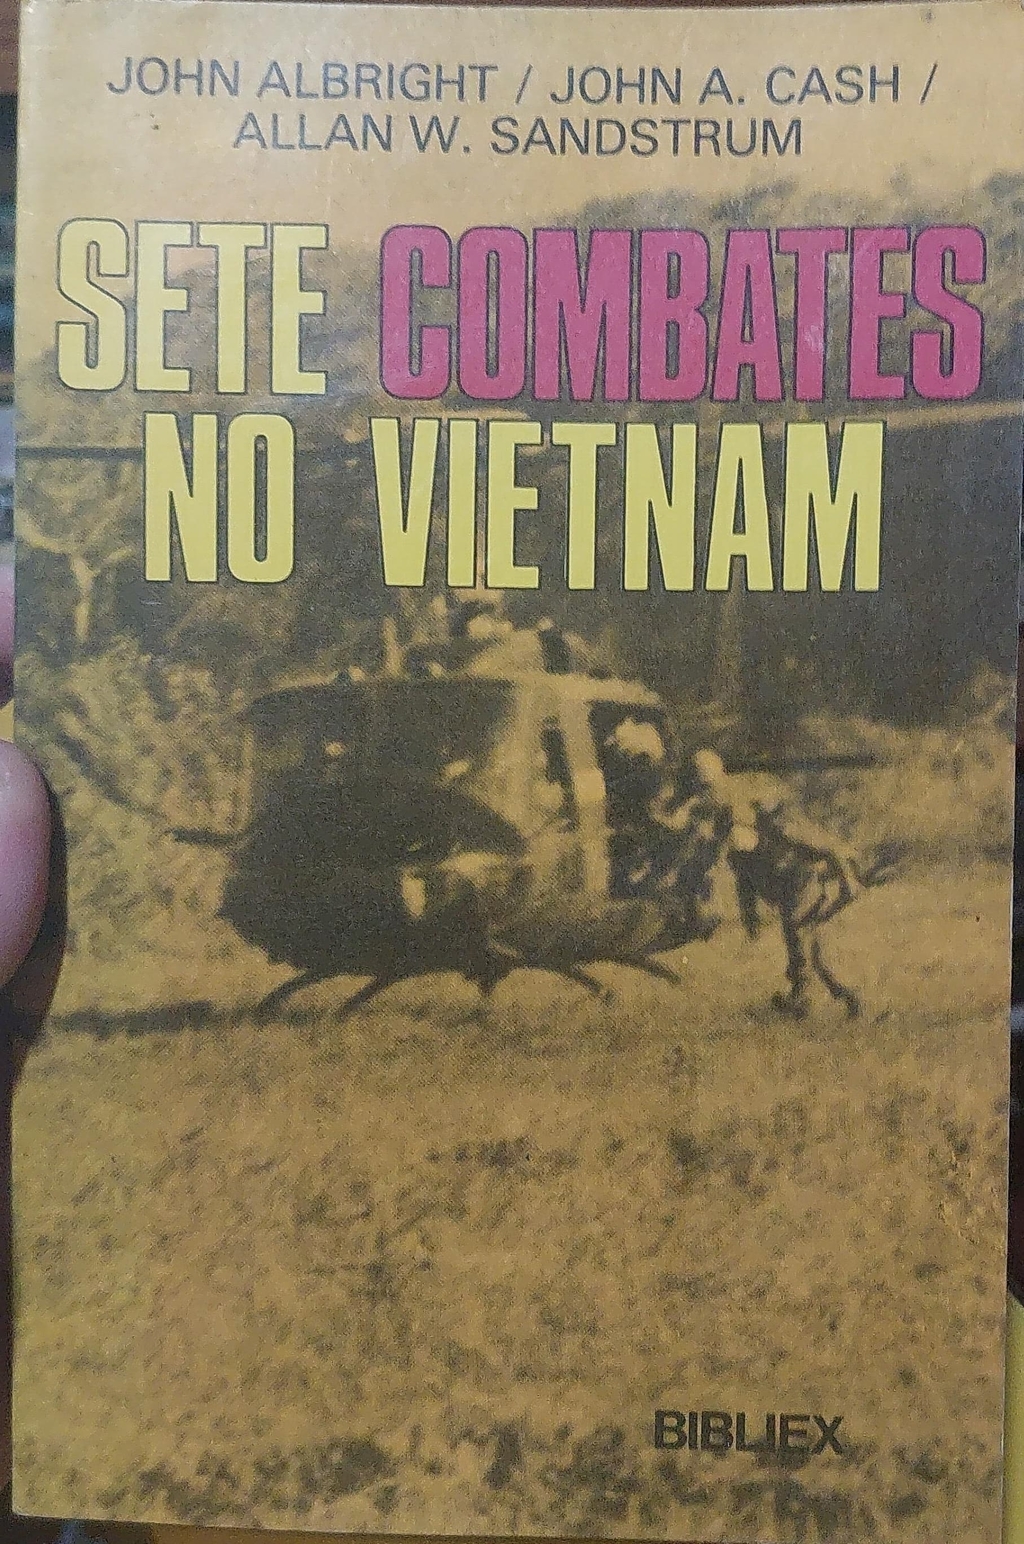 JOHN ALBRIGHT / JOHN A. CASH /
ALLAN W. SANDSTRUM
SETE COMBATES
NO VIETNAM
BIBLIEX